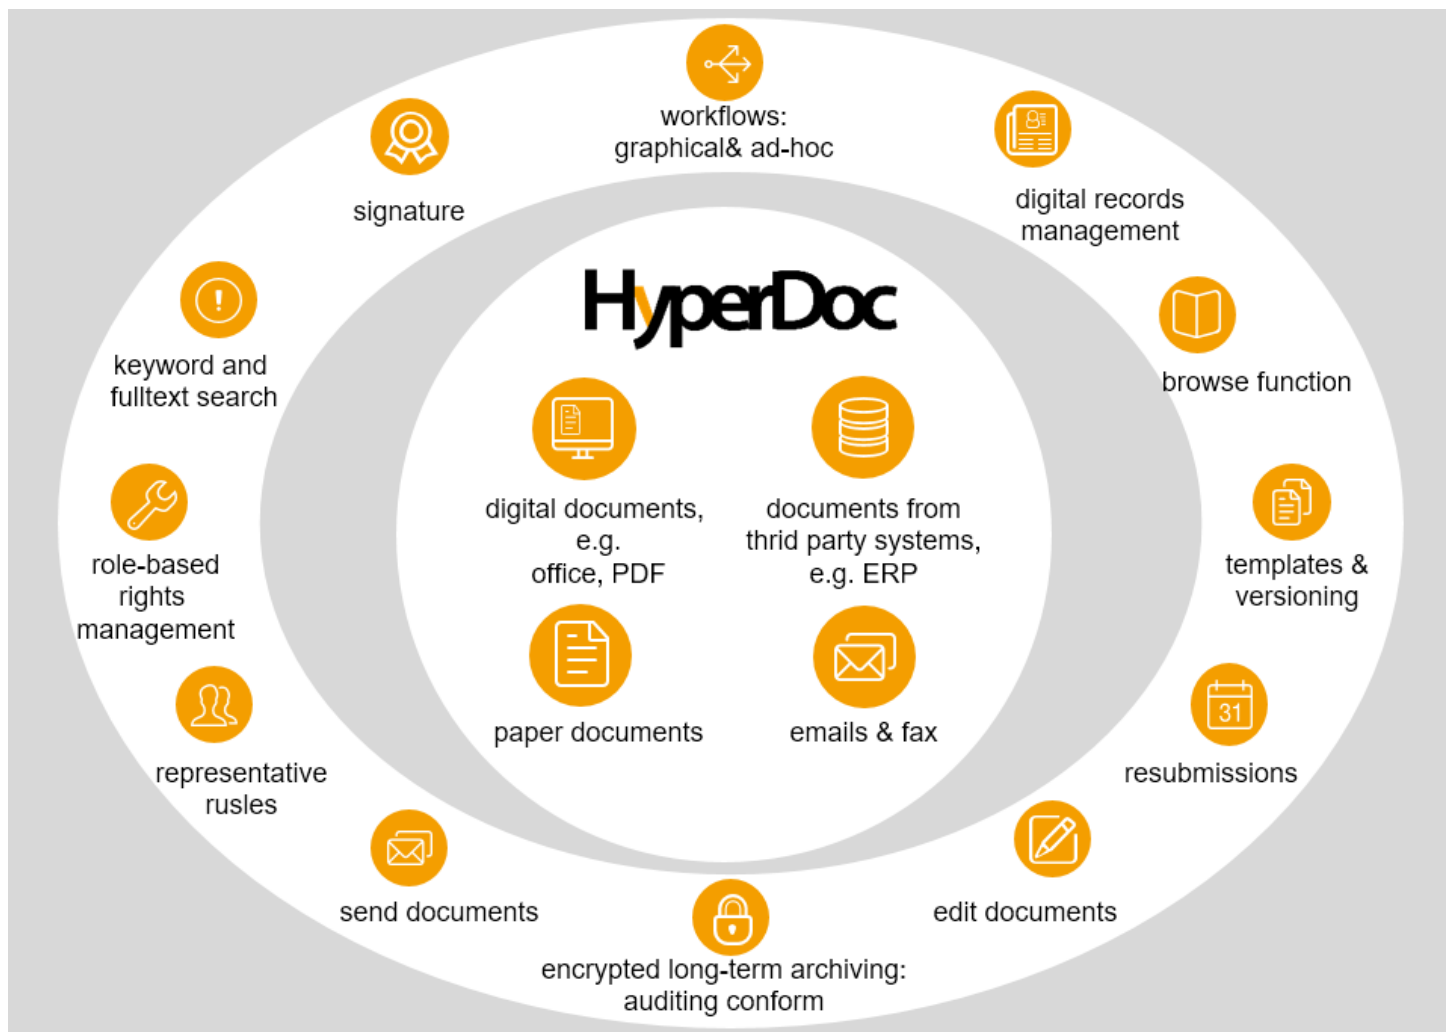 workflows:
graphical& ad-hoc
signature
digital records
management
keyword and
fulltext search
browse function
HyperDoc
digital documents,
e.g.
office, PDF
documents from
thrid party systems,
e.g. ERP
role-based
rights
management
templates &
versioning
paper documents
emails & fax
representative
rusles
31
resubmissions
send documents
edit documents
encrypted long-term archiving:
auditing conform